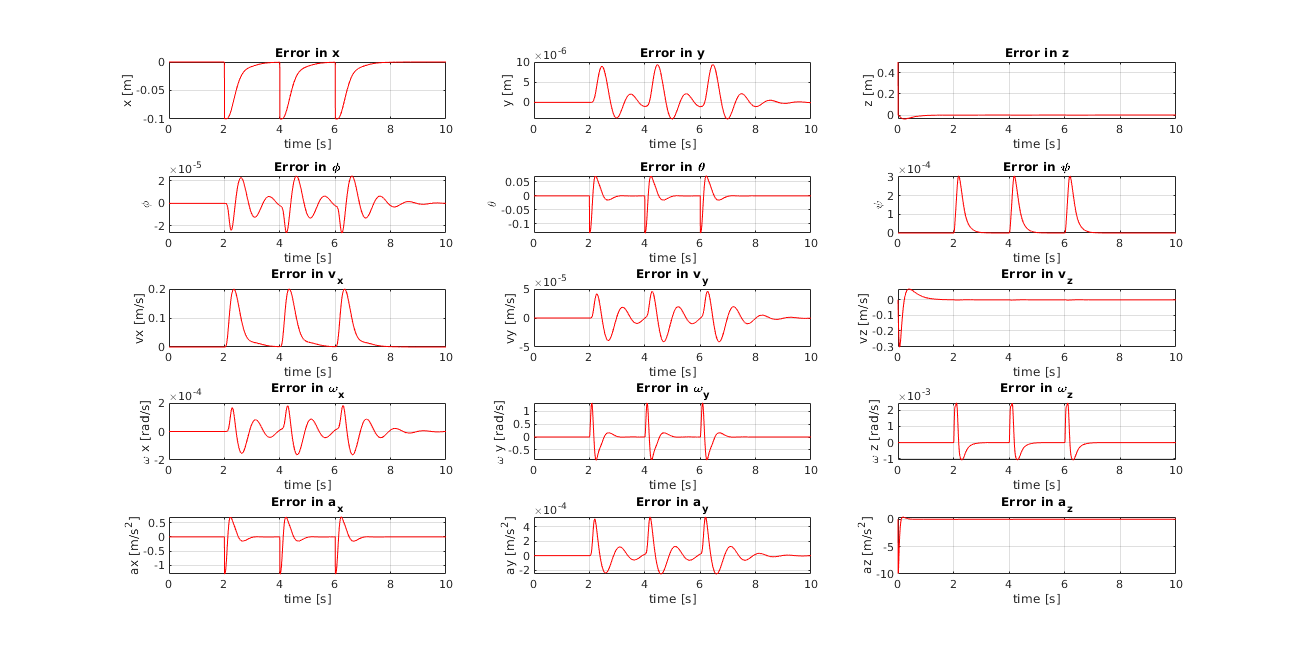 Error in x
x [m]
0
-0.05
-0.1
0 2 4 6 8 10
time [s]
Error in y
×10⁻⁶
y [m]
10
5
0
0 2 4 6 8 10
time [s]
Error in z
z [m]
0.4
0.2
0
0 2 4 6 8 10
time [s]
Error in ϕ
×10⁻⁵
ϕ
2
0
-2
0 2 4 6 8 10
time [s]
Error in θ
θ
0.05
0
-0.05
-0.1
0 2 4 6 8 10
time [s]
Error in ψ
×10⁻⁴
ψ
3
2
1
0
0 2 4 6 8 10
time [s]
Error in vₓ
vx [m/s]
0.2
0.1
0
0 2 4 6 8 10
time [s]
Error in v_y
×10⁻⁵
vy [m/s]
5
0
-5
0 2 4 6 8 10
time [s]
Error in v_z
vz [m/s]
0
-0.1
-0.2
-0.3
0 2 4 6 8 10
time [s]
Error in ωₓ
×10⁻⁴
ω x [rad/s]
2
0
-2
0 2 4 6 8 10
time [s]
Error in ω_y
ω y [rad/s]
1
0.5
0
-0.5
0 2 4 6 8 10
time [s]
Error in ω_z
×10⁻³
ω z [rad/s]
2
1
0
-1
0 2 4 6 8 10
time [s]
Error in aₓ
ax [m/s²]
0.5
0
-0.5
-1
0 2 4 6 8 10
time [s]
Error in a_y
×10⁻⁴
ay [m/s²]
4
2
0
-2
0 2 4 6 8 10
time [s]
Error in a_z
az [m/s²]
0
-5
-10
0 2 4 6 8 10
time [s]